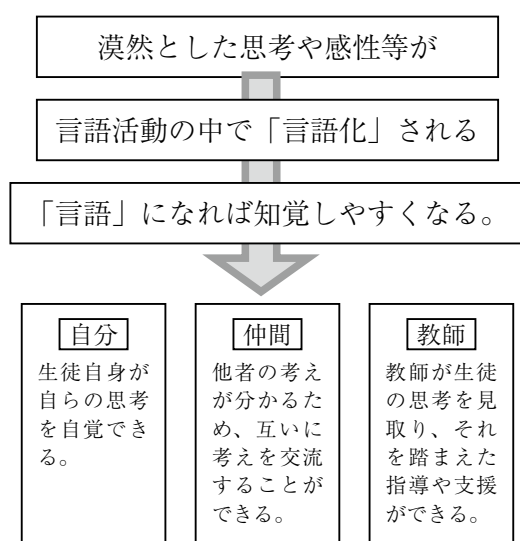 漠然とした思考や感性等が
言語活動の中で「言語化」される
「言語」になれば知覚しやすくなる。
自分
生徒自身が
自らの思考
を自覚でき
る。
仲間
他者の考え
が分かるた
め、互いに
考えを交流
することが
できる。
教師
教師が生徒
の思考を見
取り、それ
を踏まえた
指導や支援
ができる。